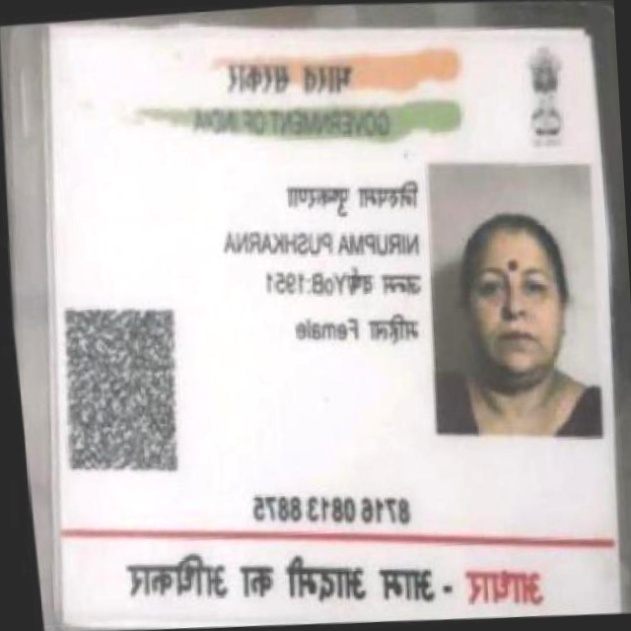 भारत सरकार
GOVERNMENT OF INDIA
निरुपमा पुष्करणा
NIRUPMA PUSHKARNA
जन्म वर्ष/YoB:1951
महिला Female
8716 0813 8875
आधार - आम आदमी का अधिकार